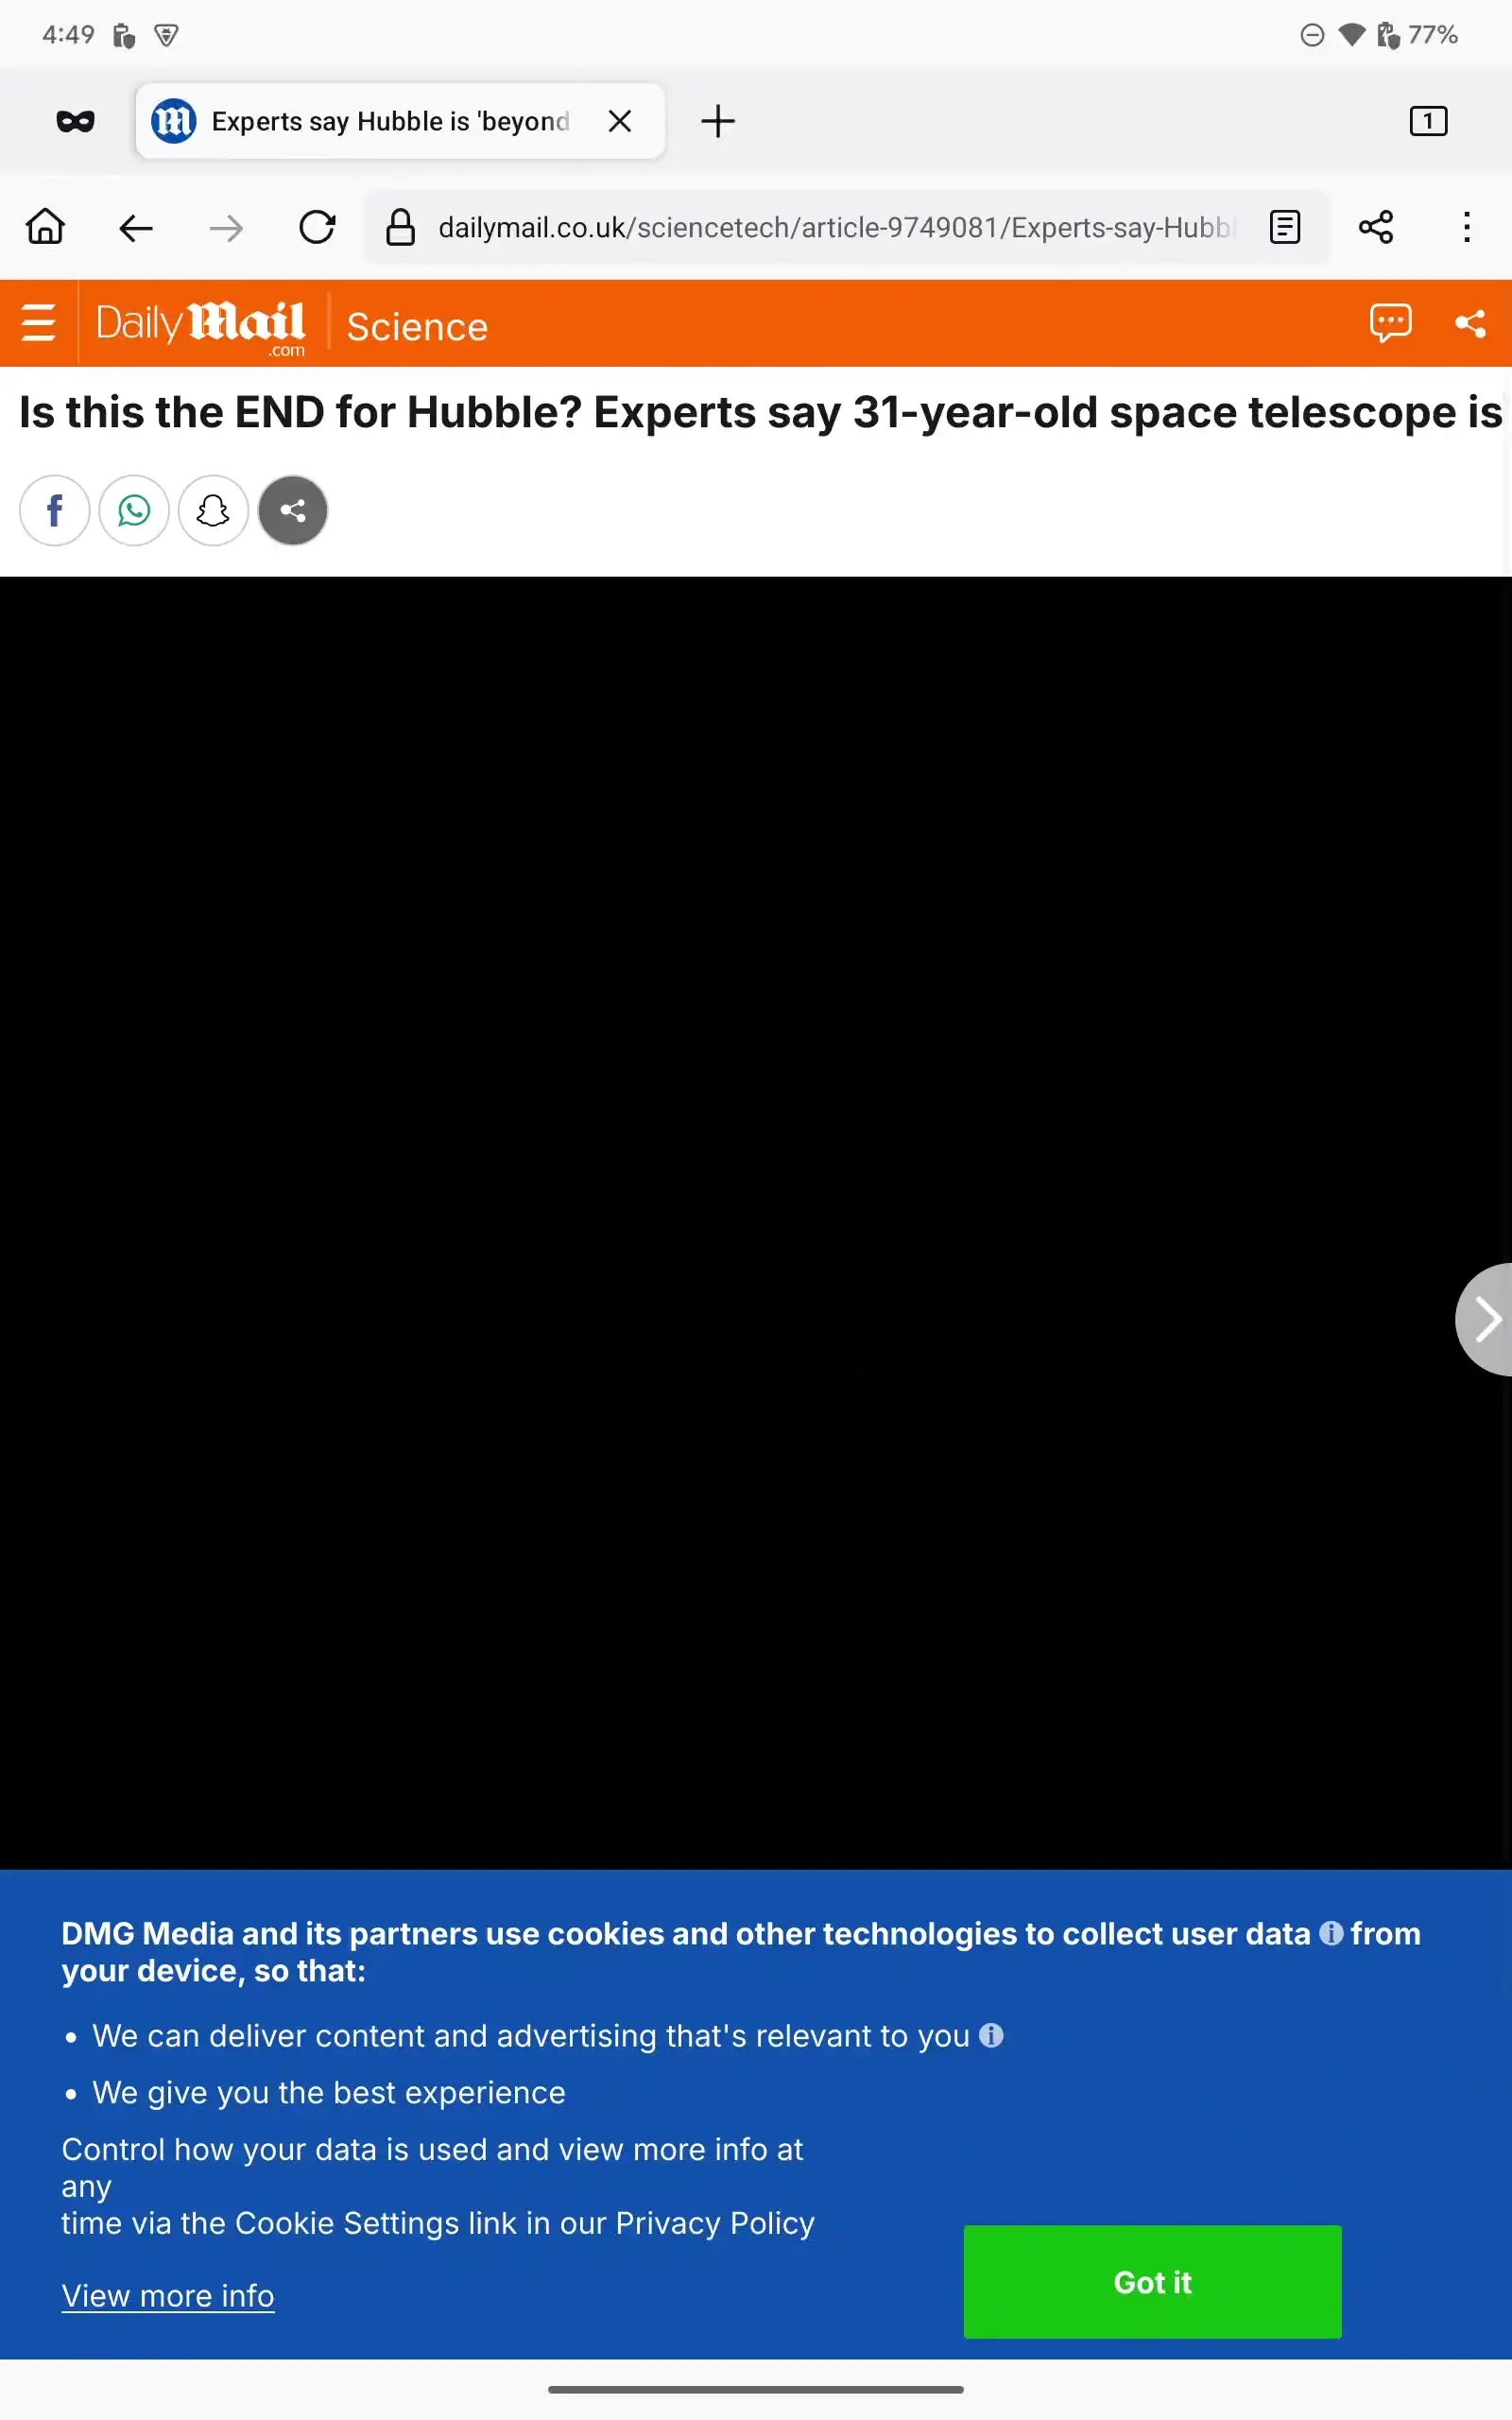 4:49
77%
Experts say Hubble is 'beyond
1
dailymail.co.uk/sciencetech/article-9749081/Experts-say-Hubbl
Daily Mail
.com
Science
Is this the END for Hubble? Experts say 31-year-old space telescope is
DMG Media and its partners use cookies and other technologies to collect user data from
your device, so that:
• We can deliver content and advertising that's relevant to you
• We give you the best experience
Control how your data is used and view more info at
any
time via the Cookie Settings link in our Privacy Policy
Got it
View more info